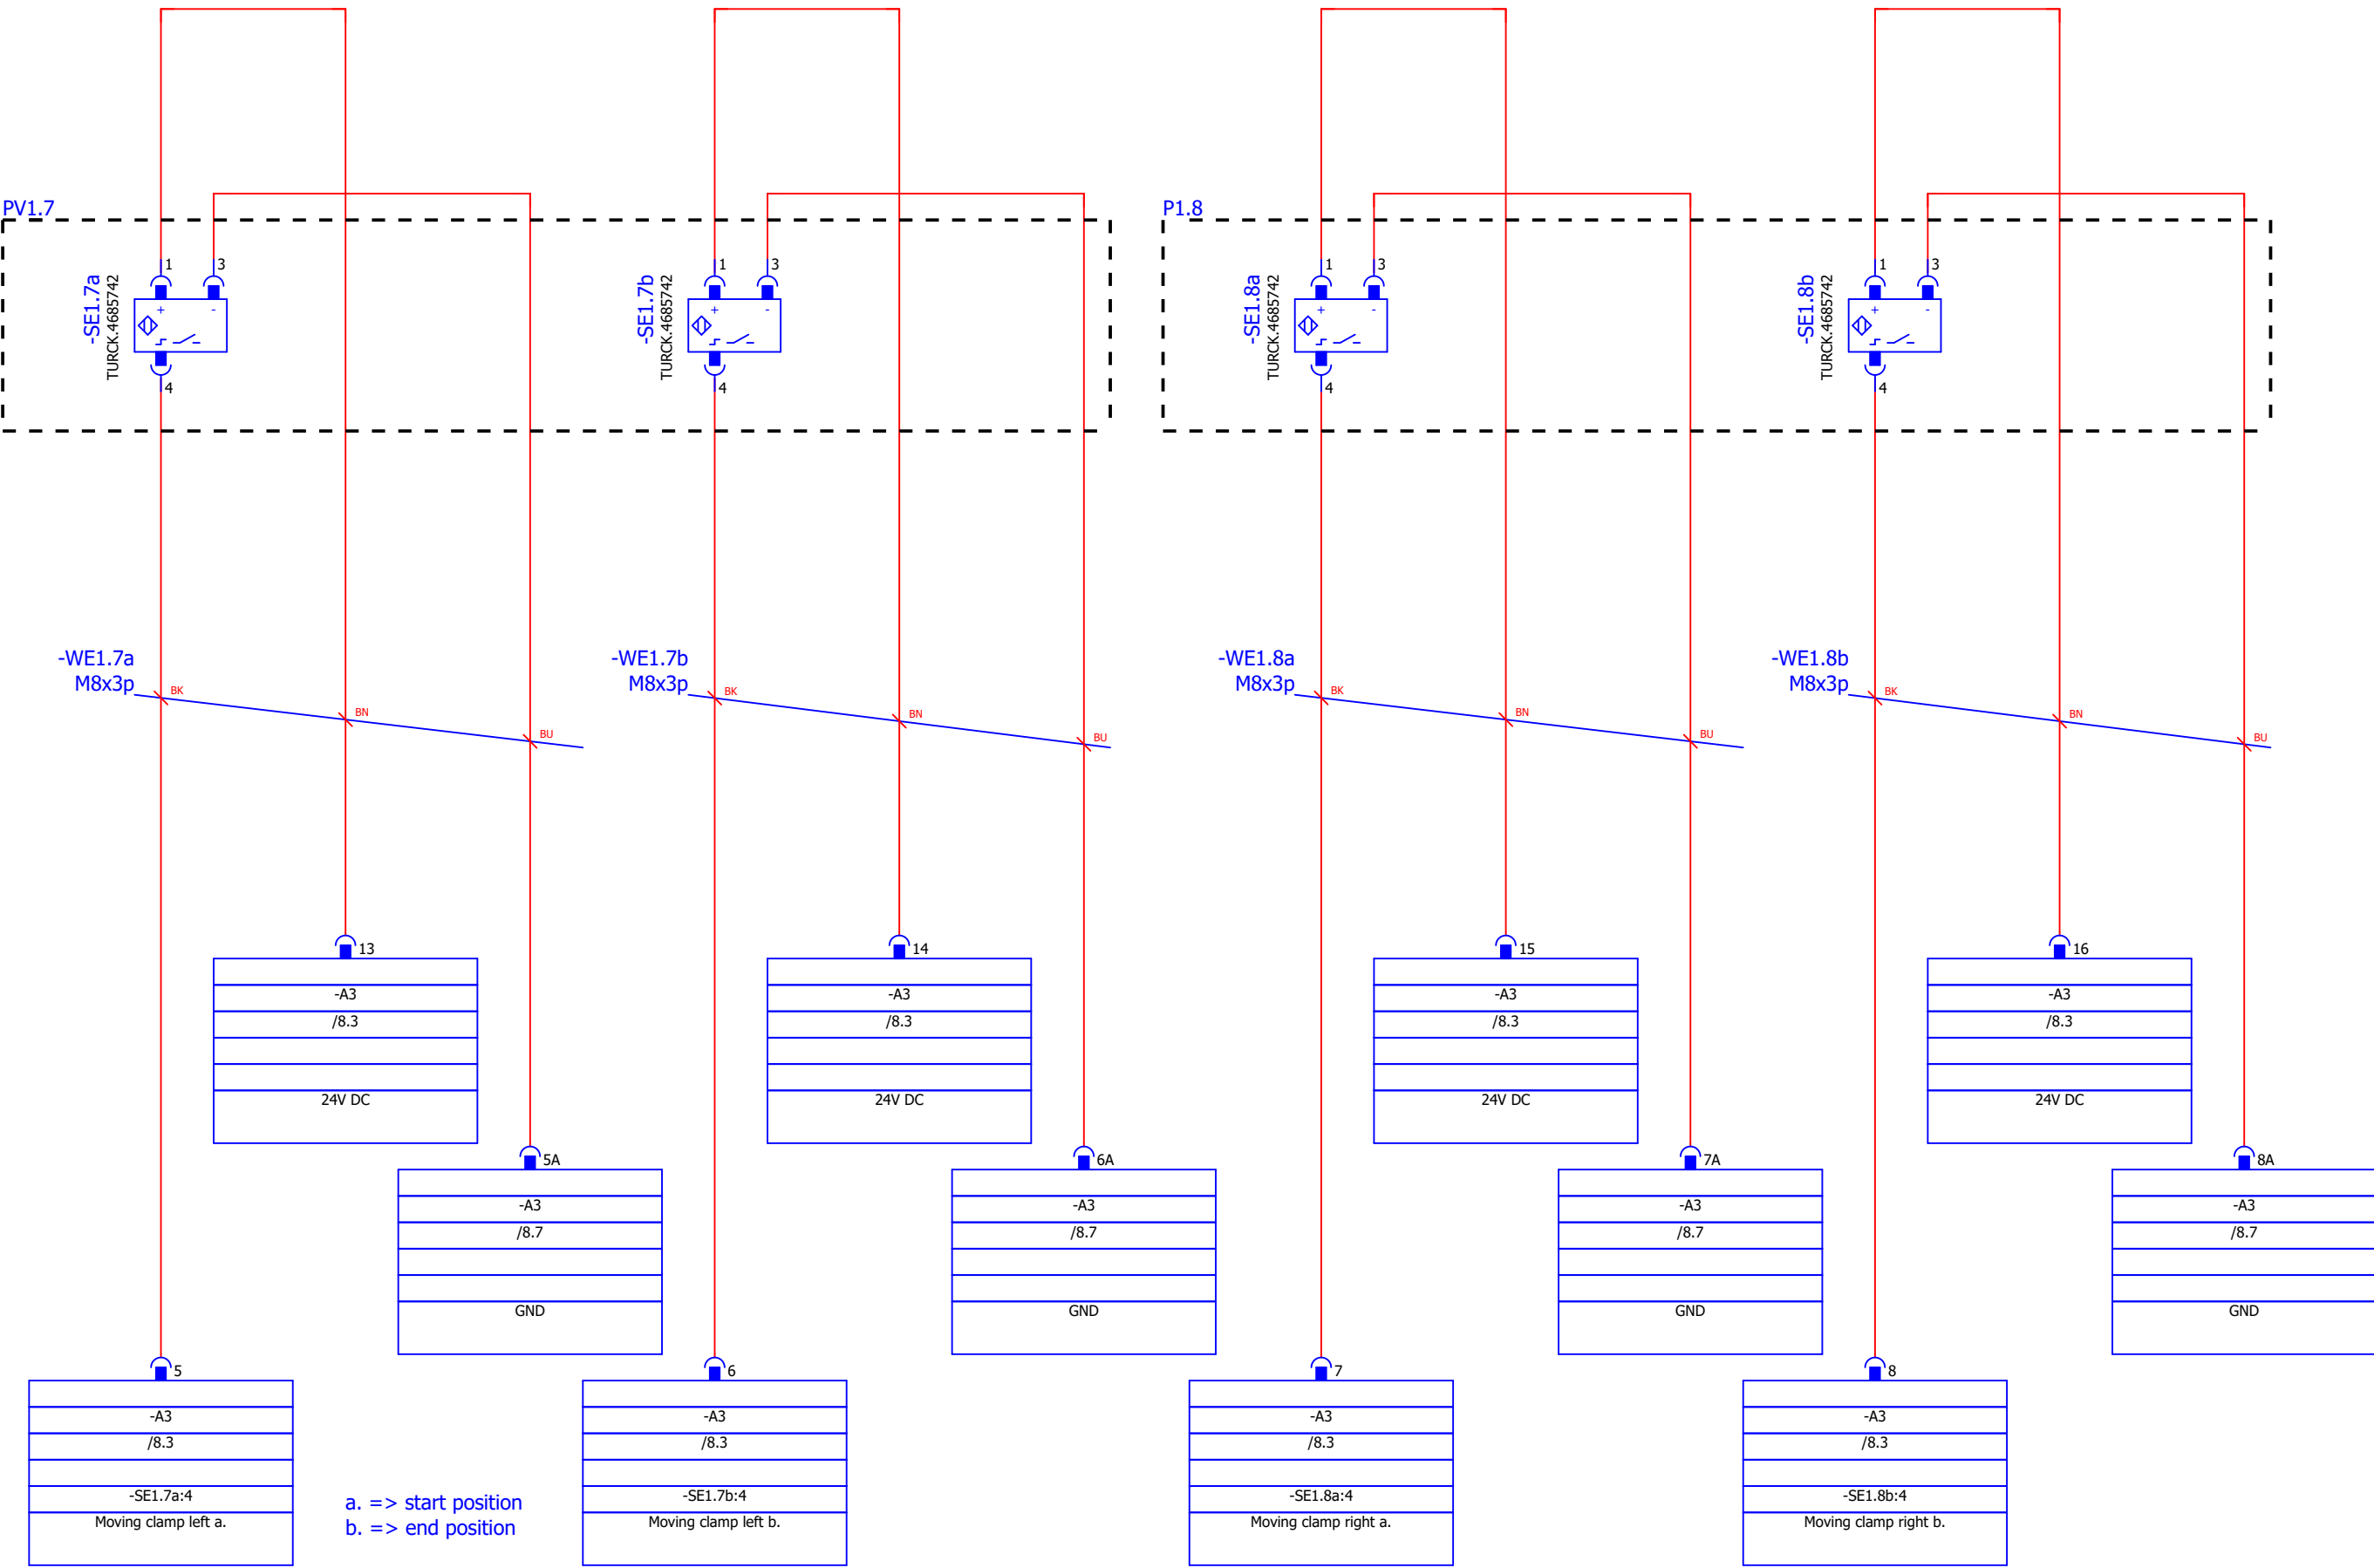 PV1.7
P1.8
1
3
-SE1.7a
TURCK.4685742
+
-
4
1
3
-SE1.7b
TURCK.4685742
+
-
4
1
3
-SE1.8a
TURCK.4685742
+
-
4
1
3
-SE1.8b
TURCK.4685742
+
-
4
-WE1.7a
M8x3p
BK
BN
BU
-WE1.7b
M8x3p
BK
BN
BU
-WE1.8a
M8x3p
BK
BN
BU
-WE1.8b
M8x3p
BK
BN
BU
13
-A3
/8.3
24V DC
14
-A3
/8.3
24V DC
15
-A3
/8.3
24V DC
16
-A3
/8.3
24V DC
5A
-A3
/8.7
GND
6A
-A3
/8.7
GND
7A
-A3
/8.7
GND
8A
-A3
/8.7
GND
5
-A3
/8.3
-SE1.7a:4
Moving clamp left a.
a. => start position
b. => end position
6
-A3
/8.3
-SE1.7b:4
Moving clamp left b.
7
-A3
/8.3
-SE1.8a:4
Moving clamp right a.
8
-A3
/8.3
-SE1.8b:4
Moving clamp right b.